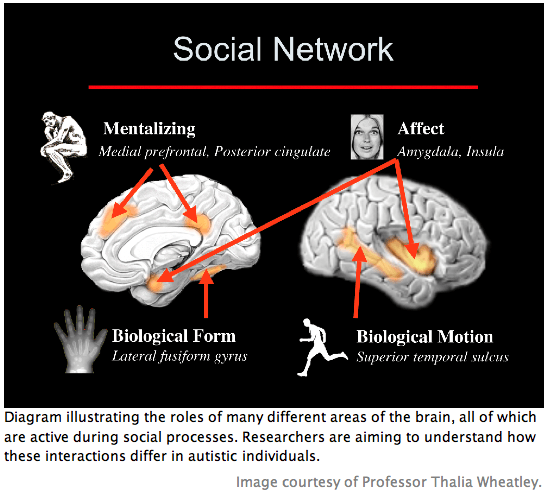 Social Network
Mentalizing
Medial prefrontal, Posterior cingulate
Affect
Amygdala, Insula
Biological Form
Lateral fusiform gyrus
Biological Motion
Superior temporal sulcus
Diagram illustrating the roles of many different areas of the brain, all of which
are active during social processes. Researchers are aiming to understand how
these interactions differ in autistic individuals.
Image courtesy of Professor Thalia Wheatley.